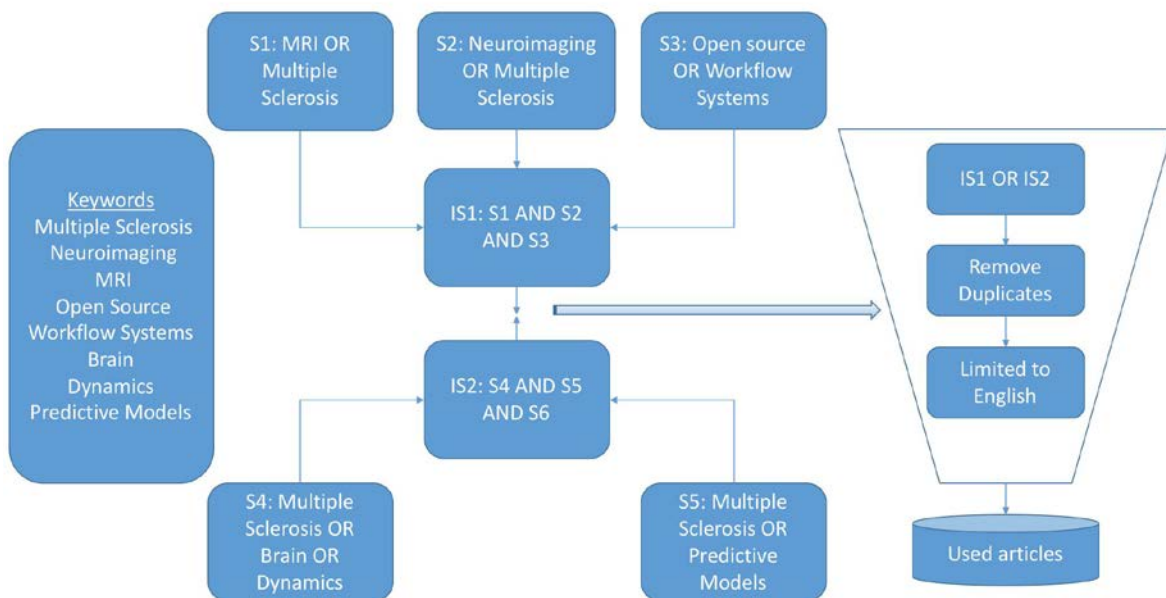 S1: MRI OR
Multiple
Sclerosis
S2: Neuroimaging
OR Multiple
Sclerosis
S3: Open source
OR Workflow
Systems
Keywords
Multiple Sclerosis
Neuroimaging
MRI
Open Source
Workflow Systems
Brain
Dynamics
Predictive Models
IS1: S1 AND S2
AND S3
IS2: S4 AND S5
AND S6
S4: Multiple
Sclerosis OR
Brain OR
Dynamics
S5: Multiple
Sclerosis OR
Predictive
Models
IS1 OR IS2
Remove
Duplicates
Limited to
English
Used articles